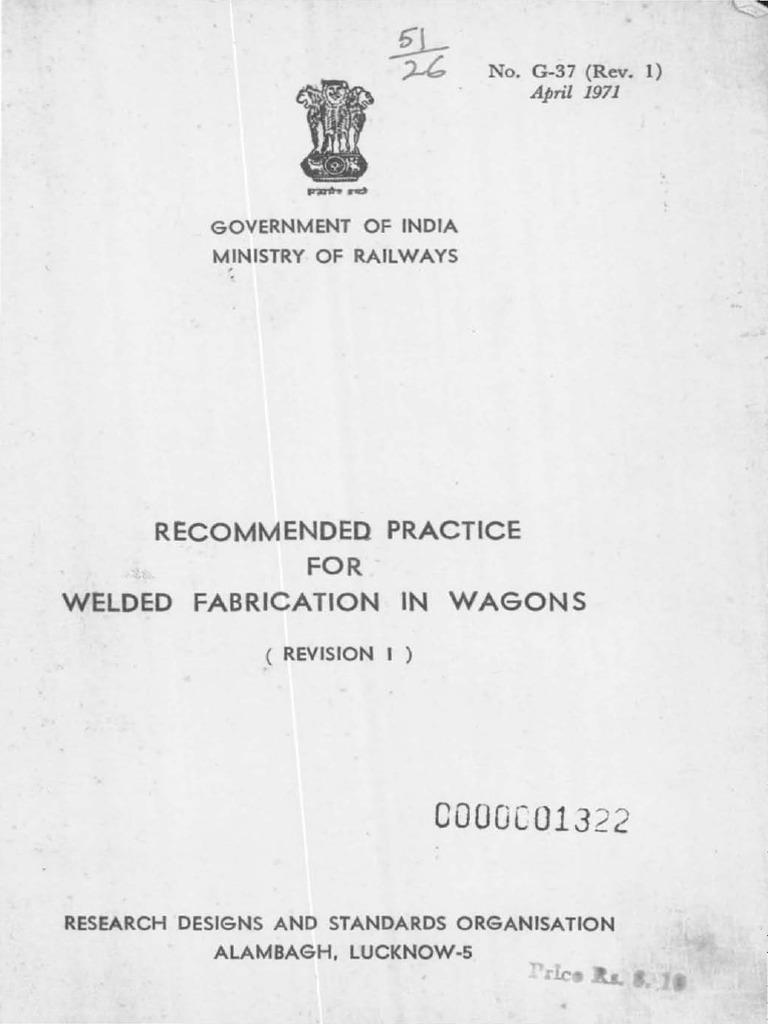 51
26
No. G-37 (Rev. 1)
April 1971
GOVERNMENT OF INDIA
MINISTRY OF RAILWAYS
RECOMMENDED PRACTICE
FOR
WELDED FABRICATION IN WAGONS
( REVISION I )
0000001322
RESEARCH DESIGNS AND STANDARDS ORGANISATION
ALAMBAGH, LUCKNOW-5
Price Rs.